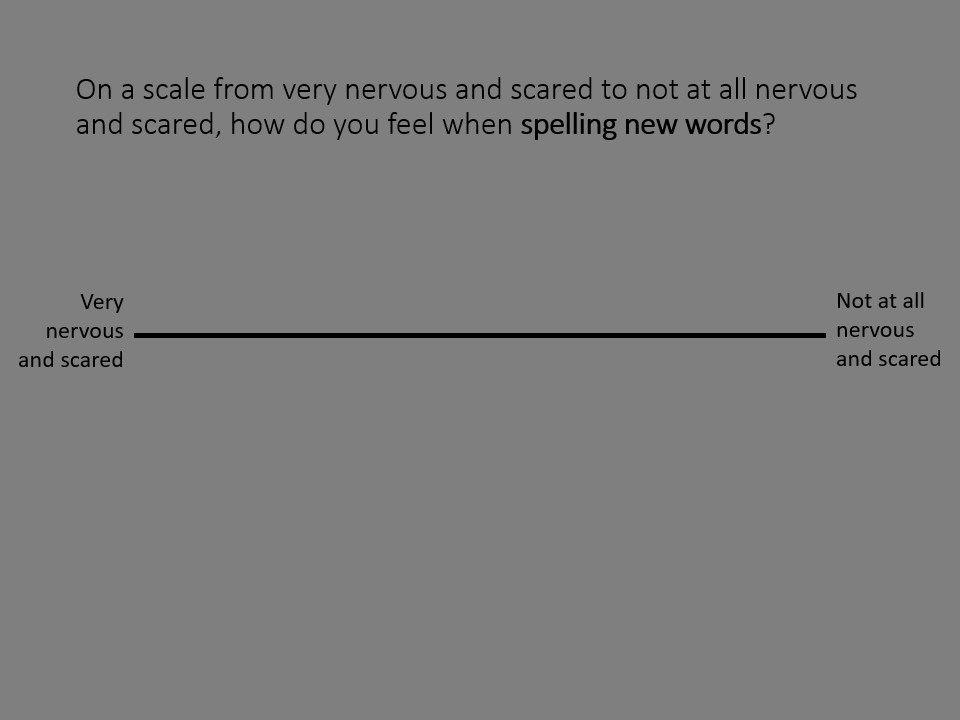 On a scale from very nervous and scared to not at all nervous
and scared, how do you feel when spelling new words?
Very
nervous
and scared
Not at all
nervous
and scared